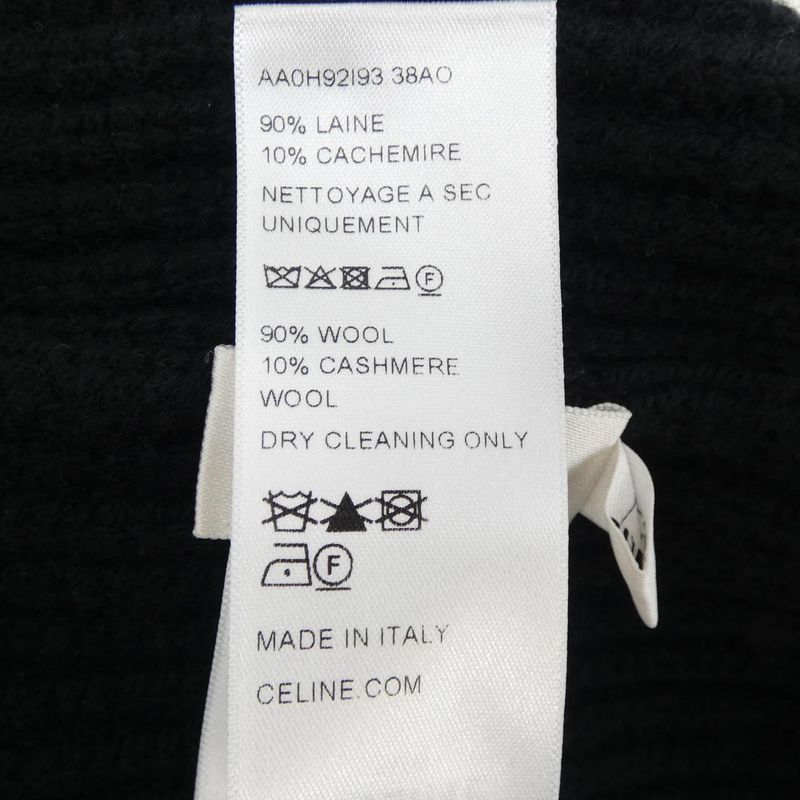 AA0H92I93 38AO
90% LAINE
10% CACHEMIRE
NETTOYAGE A SEC
UNIQUEMENT
F
90% WOOL
10% CASHMERE
WOOL
DRY CLEANING ONLY
F
MADE IN ITALY
CELINE.COM